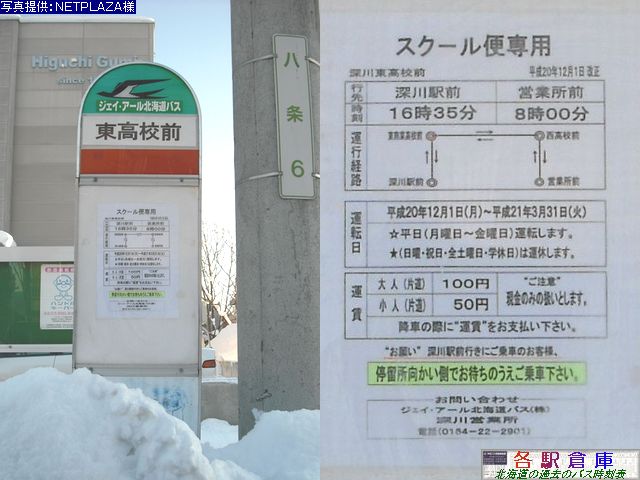 写真提供:NETPLAZA様
Higuchi Gumi
since 19
ジェイ・アール北海道バス
東高校前
八条6
スクール便専用
深川東高校前
平成20年12月1日 改正
行先
深川駅前
営業所前
時刻
16時35分
8時00分
運行経路
西高校前
深川駅前
営業所前
運転日
平成20年12月1日(月)~平成21年3月31日(火)
☆平日(月曜日~金曜日)運転します。
☆(日曜・祝日・全土曜日・学休日)は運休します。
運賃
大人(片道)
100円
小人(片道)
50円
"ご注意"
現金のみの扱いとします。
降車の際に"運賃"をお支払い下さい。
"お願い" 深川駅前行きにご乗車のお客様、
停留所向かい側でお待ちのうえご乗車下さい。
お問い合わせ
ジェイ・アール北海道バス(株)
深川営業所
電話(0164-22-2901)
各駅倉庫
北海道の過去のバス時刻表